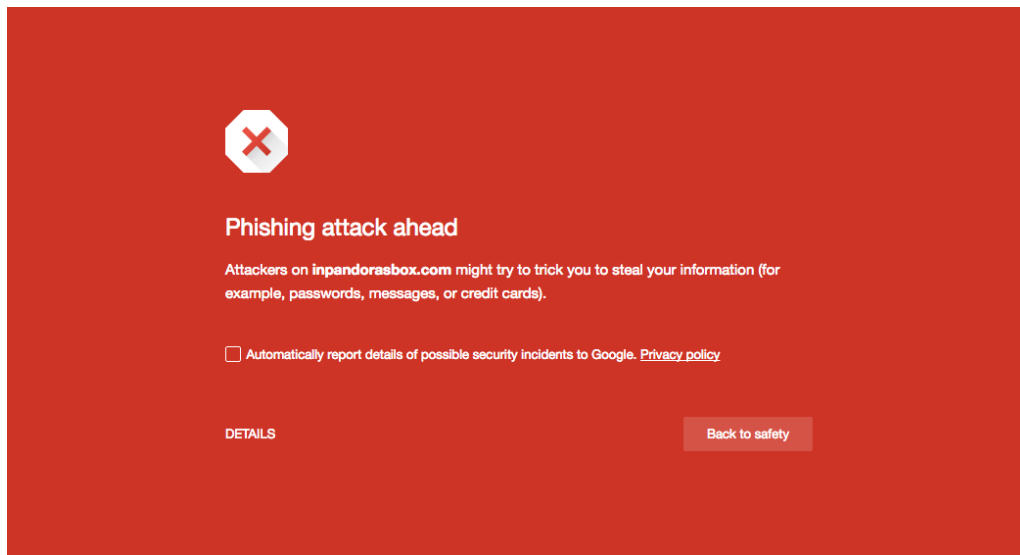 Phishing attack ahead
Attackers on inpandorasbox.com might try to trick you to steal your information (for
example, passwords, messages, or credit cards).
Automatically report details of possible security incidents to Google. Privacy policy
DETAILS
Back to safety